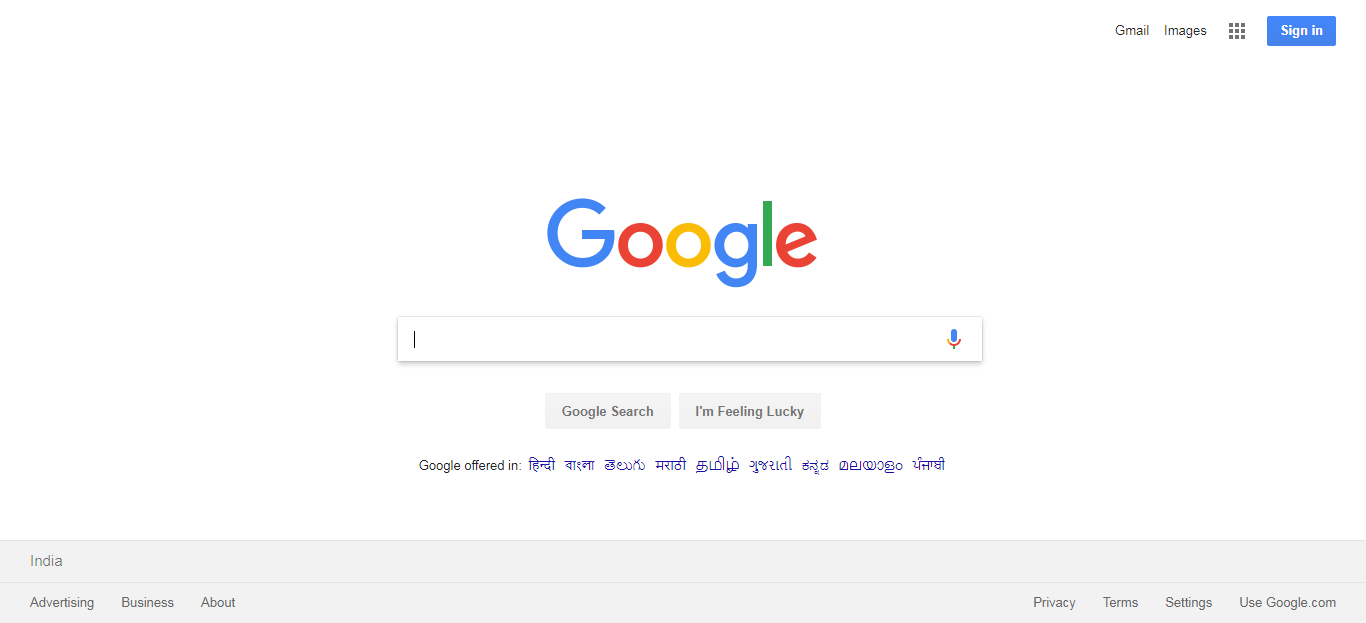 Gmail Images Sign in
Google
Google Search I'm Feeling Lucky
Google offered in: हिन्दी বাংলা తెలుగు मराठी தமிழ் ગુજરાતી ಕನ್ನಡ മലയാളം ਪੰਜਾਬੀ
India
Advertising Business About Privacy Terms Settings Use Google.com